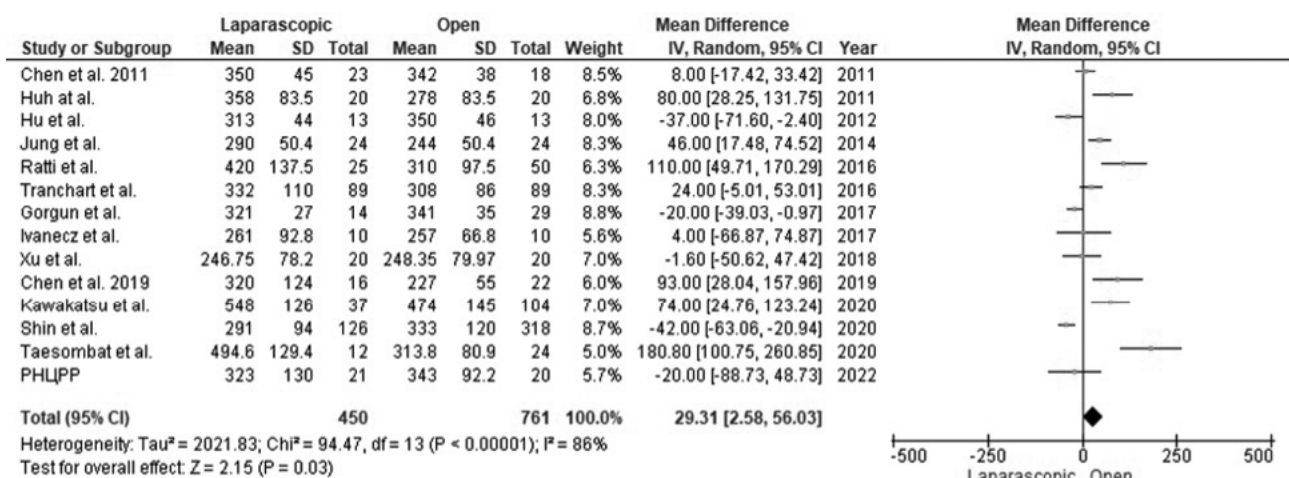 Laparascopic Open Mean Difference Mean Difference
Study or Subgroup Mean SD Total Mean SD Total Weight IV, Random, 95% CI Year IV, Random, 95% CI
Chen et al. 2011 350 45 23 342 38 18 8.5% 8.00 [-17.42, 33.42] 2011
Huh at al. 358 83.5 20 278 83.5 20 6.8% 80.00 [28.25, 131.75] 2011
Hu et al. 313 44 13 350 46 13 8.0% -37.00 [-71.60, -2.40] 2012
Jung et al. 290 50.4 24 244 50.4 24 8.4% 46.00 [17.48, 74.52] 2014
Ratti et al. 420 137.5 25 310 97.5 50 6.3% 110.00 [49.71, 170.29] 2016
Tranchart et al. 332 110 89 308 86 89 8.3% 24.00 [-5.01, 53.01] 2016
Gorgun et al. 321 27 14 341 35 29 8.8% -20.00 [-39.03, -0.97] 2017
Ivanecz et al. 261 92.8 10 257 66.8 10 5.6% 4.00 [-66.87, 74.87] 2017
Xu et al. 246.75 78.2 20 248.35 79.97 20 7.0% -1.60 [-50.62, 47.42] 2018
Chen et al. 2019 320 124 16 227 55 22 6.0% 93.00 [28.04, 157.96] 2019
Kawakatsu et al. 548 126 37 474 145 104 7.0% 74.00 [24.76, 123.24] 2020
Shin et al. 291 94 126 333 120 318 8.7% -42.00 [-63.06, -20.94] 2020
Taesombat et al. 494.6 129.4 12 313.8 80.9 24 5.0% 180.80 [100.75, 260.85] 2020
РНЦРР 323 130 21 343 92.2 20 5.7% -20.00 [-88.73, 48.73] 2022
Total (95% CI) 450 761 100.0% 29.31 [2.58, 56.03]
Heterogeneity: Tau² = 2021.83; Chi² = 94.47, df = 13 (P < 0.00001); I² = 86%
Test for overall effect: Z = 2.15 (P = 0.03)
-500 -250 0 250 500
Laparascopic Open